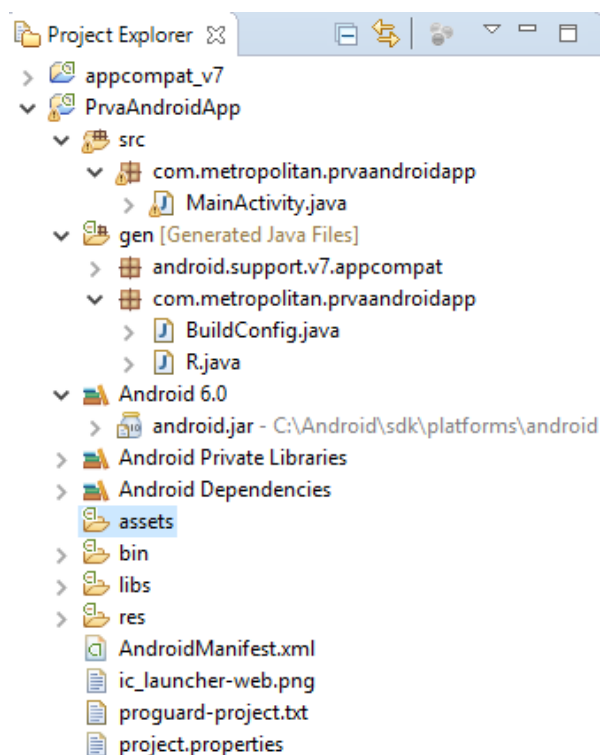 Project Explorer
appcompat_v7
PrvaAndroidApp
src
com.metropolitan.prvaandroidapp
MainActivity.java
gen [Generated Java Files]
android.support.v7.appcompat
com.metropolitan.prvaandroidapp
BuildConfig.java
R.java
Android 6.0
android.jar - C:\Android\sdk\platforms\android
Android Private Libraries
Android Dependencies
assets
bin
libs
res
AndroidManifest.xml
ic_launcher-web.png
proguard-project.txt
project.properties